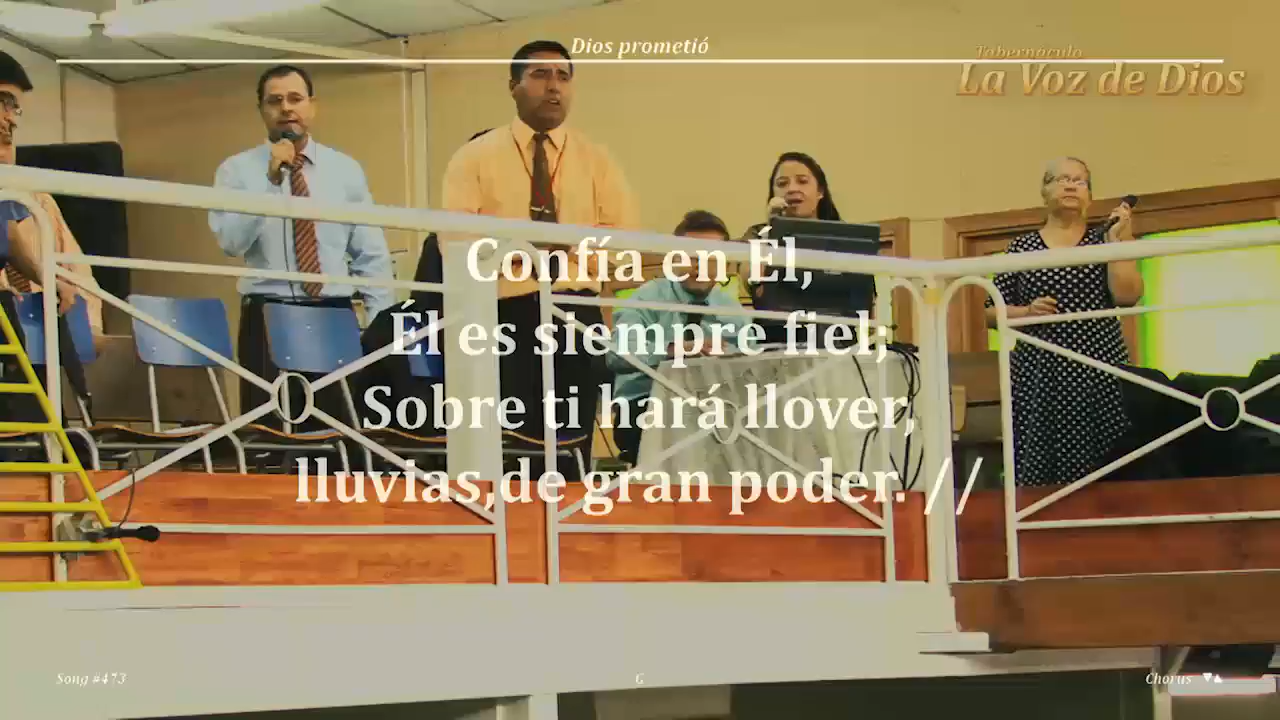 Dios prometió
Tabernáculo
La Voz de Dios
Confía en Él,
Él es siempre fiel;
Sobre ti hará llover,
lluvias,de gran poder. //
Song #473
G
Chorus ▼▲